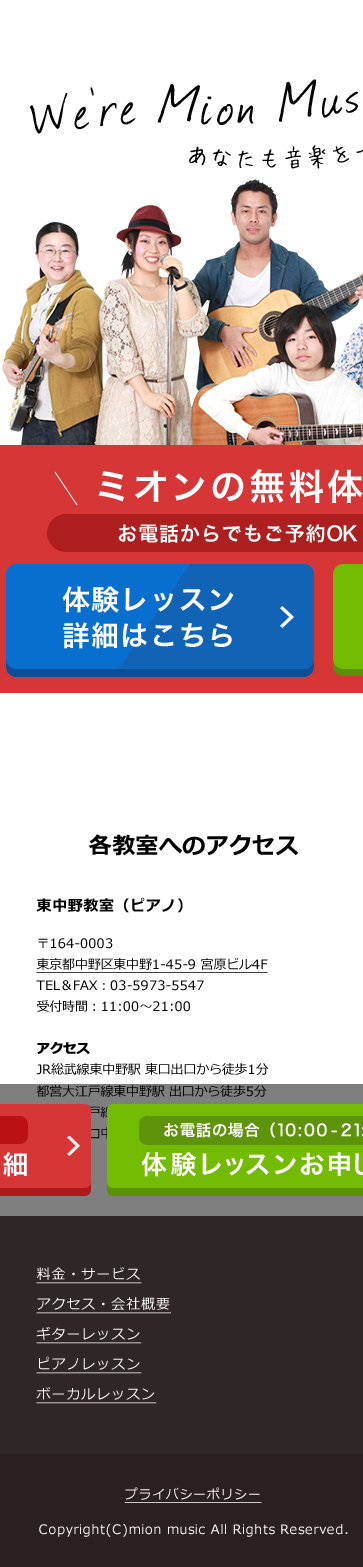 We're Mion Mus
あなたも音楽を
ミオンの無料体
お電話からでもご予約OK
体験レッスン
詳細はこちら
各教室へのアクセス
東中野教室（ピアノ）
〒164-0003
東京都中野区東中野1-45-9 宮原ビル4F
TEL&FAX：03-5973-5547
受付時間：11:00～21:00
アクセス
JR総武線東中野駅 東口出口から徒歩1分
都営大江戸線東中野駅 出口から徒歩5分
細
お電話の場合（10:00-21:
体験レッスンお申し
料金・サービス
アクセス・会社概要
ギターレッスン
ピアノレッスン
ボーカルレッスン
プライバシーポリシー
Copyright(C)mion music All Rights Reserved.